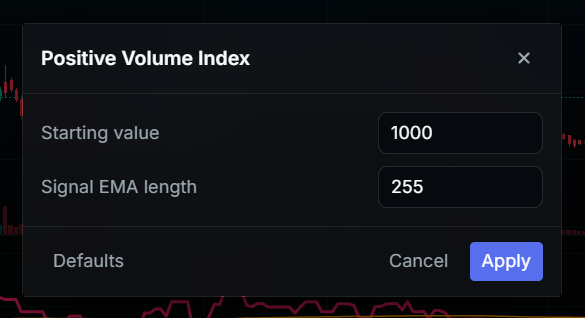 Positive Volume Index
Starting value 1000
Signal EMA length 255
Defaults Cancel Apply